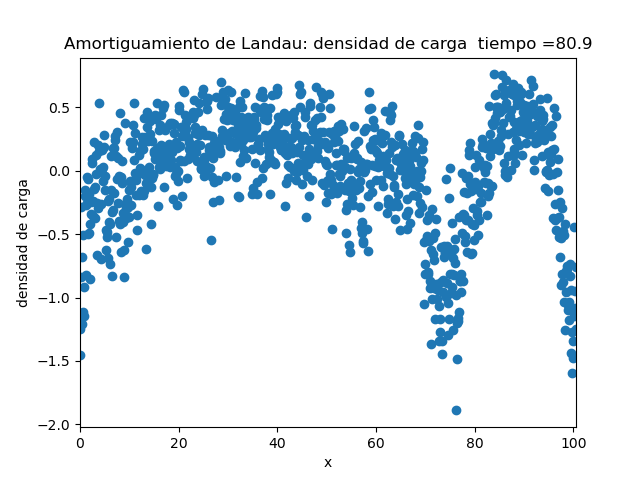 Amortiguamiento de Landau: densidad de carga  tiempo =80.9
densidad de carga
0.5
0.0
−0.5
−1.0
−1.5
−2.0
0 20 40 60 80 100
x